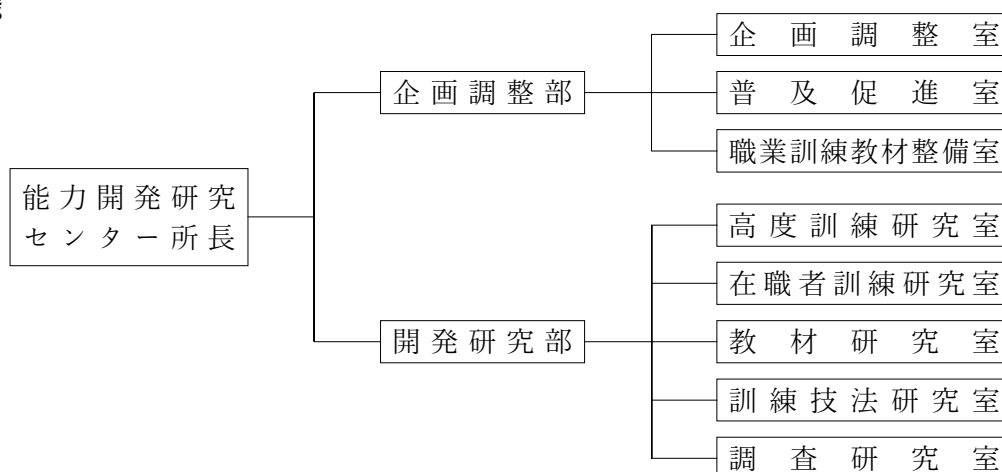 能力開発研究
センター所長
企画調整部
企画調整室
普及促進室
職業訓練教材整備室
開発研究部
高度訓練研究室
在職者訓練研究室
教材研究室
訓練技法研究室
調査研究室